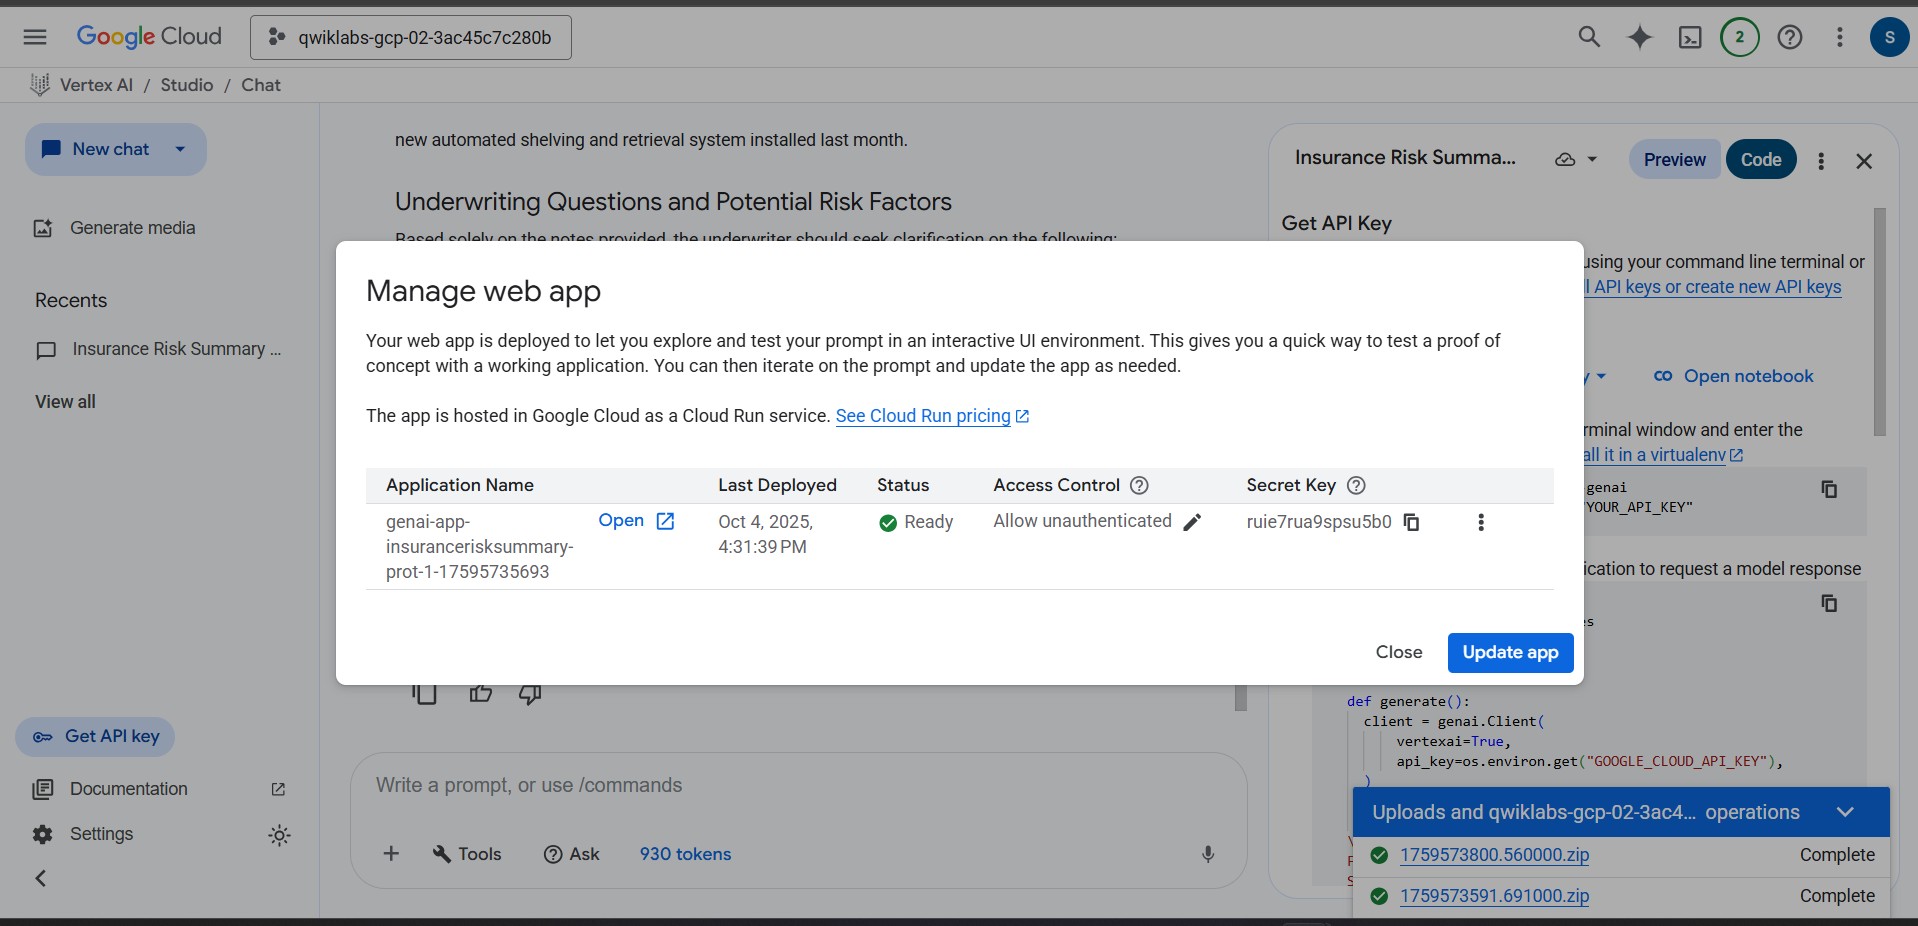 Google Cloud
qwiklabs-gcp-02-3ac45c7c280b
2
S
Vertex AI / Studio / Chat
New chat
Generate media
Recents
Insurance Risk Summary ...
View all
Get API key
Documentation
Settings
new automated shelving and retrieval system installed last month.
Underwriting Questions and Potential Risk Factors
Based solely on the notes provided, the underwriter should seek clarification on the following:
Insurance Risk Summa...
Preview
Code
Get API Key
using your command line terminal or
API keys or create new API keys
Open notebook
window and enter the
it in a virtualenv
genai
YOUR_API_KEY"
to request a model response
def generate():
client = genai.Client(
vertexai=True,
api_key=os.environ.get("GOOGLE_CLOUD_API_KEY"),
)
Manage web app
Your web app is deployed to let you explore and test your prompt in an interactive UI environment. This gives you a quick way to test a proof of
concept with a working application. You can then iterate on the prompt and update the app as needed.
The app is hosted in Google Cloud as a Cloud Run service. See Cloud Run pricing
Application Name
Last Deployed
Status
Access Control
Secret Key
genai-app-
insurancerisksummary-
prot-1-17595735693
Open
Oct 4, 2025,
4:31:39 PM
Ready
Allow unauthenticated
ruie7rua9spsu5b0
Close
Update app
Write a prompt, or use /commands
Tools
Ask
930 tokens
Uploads and qwiklabs-gcp-02-3ac4... operations
1759573800.560000.zip
Complete
1759573591.691000.zip
Complete